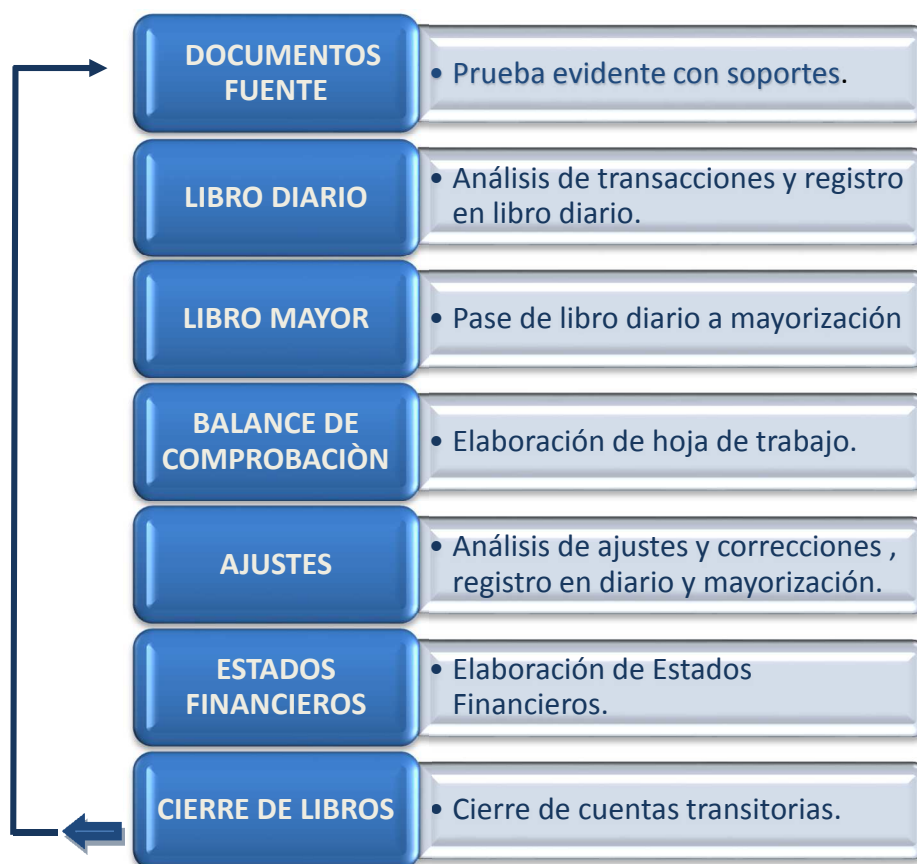 DOCUMENTOS
FUENTE
• Prueba evidente con soportes.
LIBRO DIARIO
• Análisis de transacciones y registro
en libro diario.
LIBRO MAYOR
• Pase de libro diario a mayorización
BALANCE DE
COMPROBACIÒN
• Elaboración de hoja de trabajo.
AJUSTES
• Análisis de ajustes y correcciones ,
registro en diario y mayorización.
ESTADOS
FINANCIEROS
• Elaboración de Estados
Financieros.
CIERRE DE LIBROS
• Cierre de cuentas transitorias.